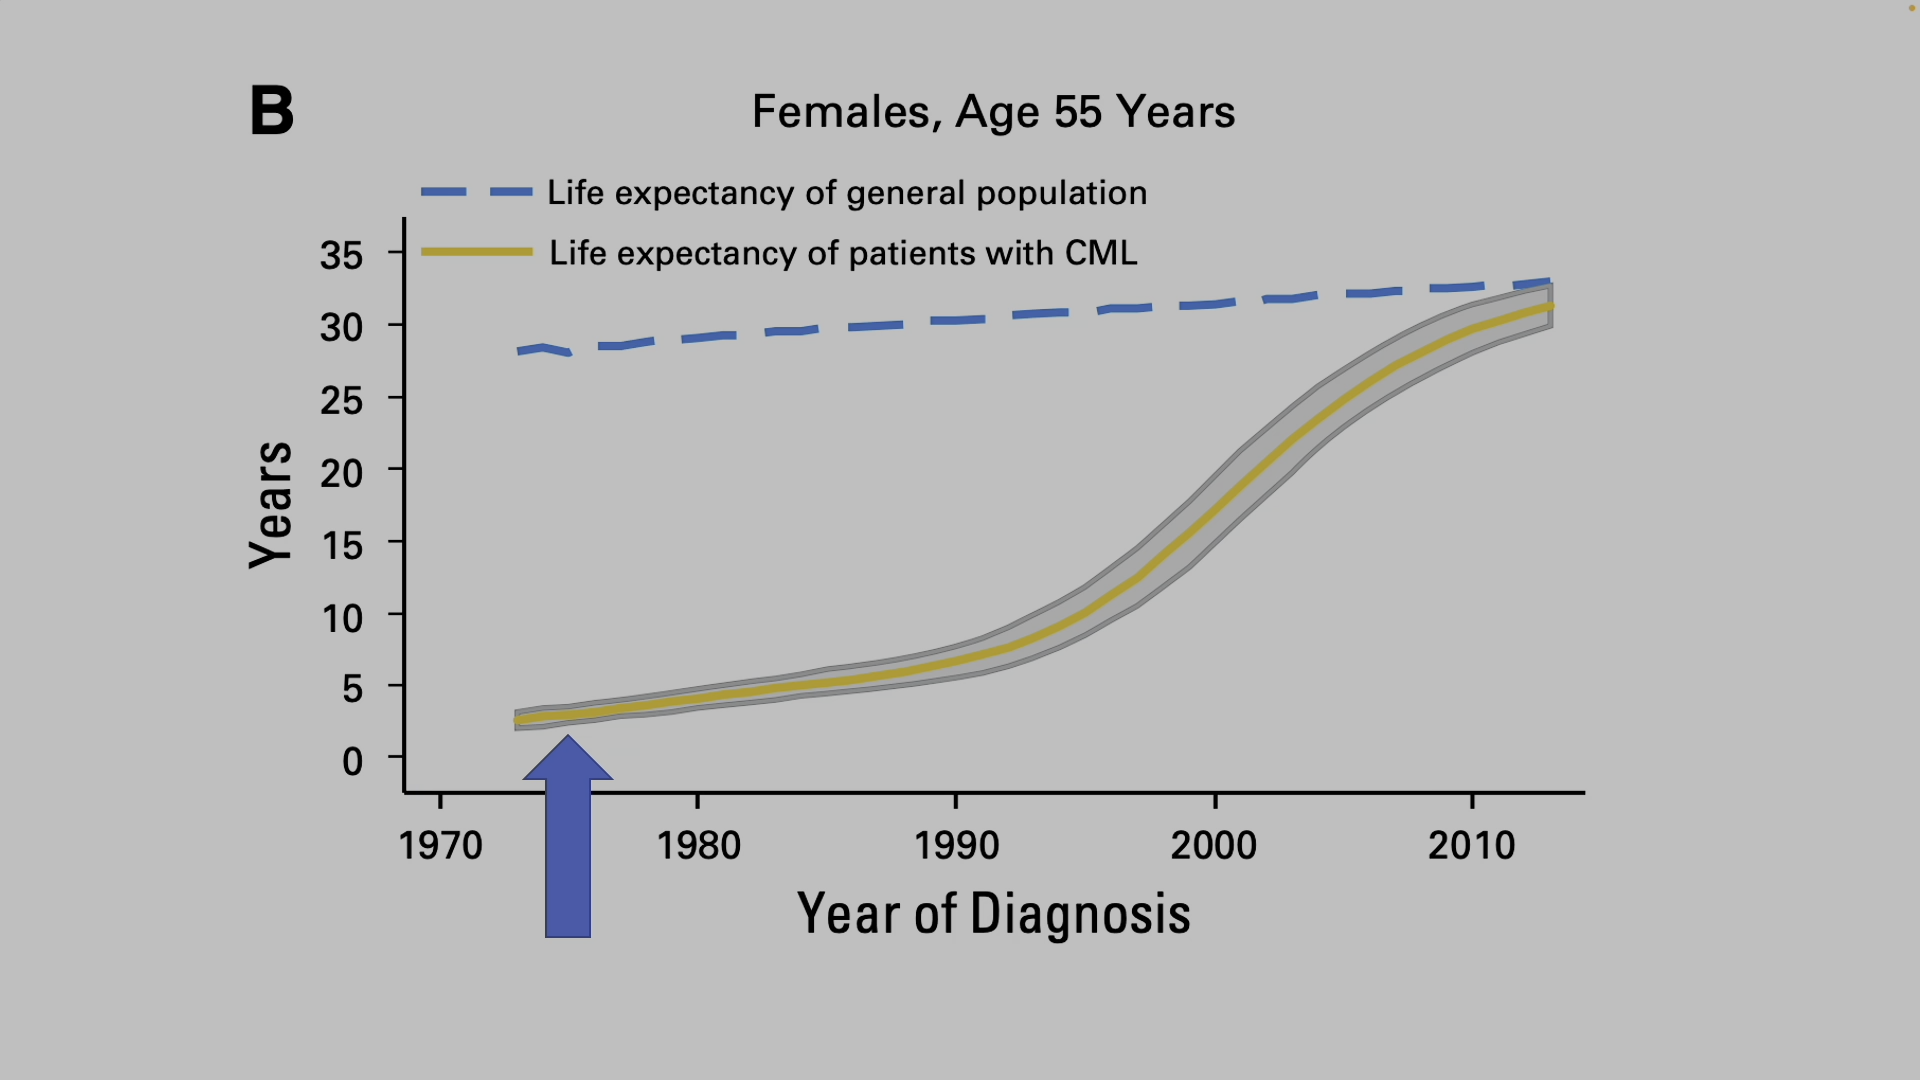 B
Females, Age 55 Years
Life expectancy of general population
Life expectancy of patients with CML
35
30
25
20
15
10
5
0
Years
1970 1980 1990 2000 2010
Year of Diagnosis